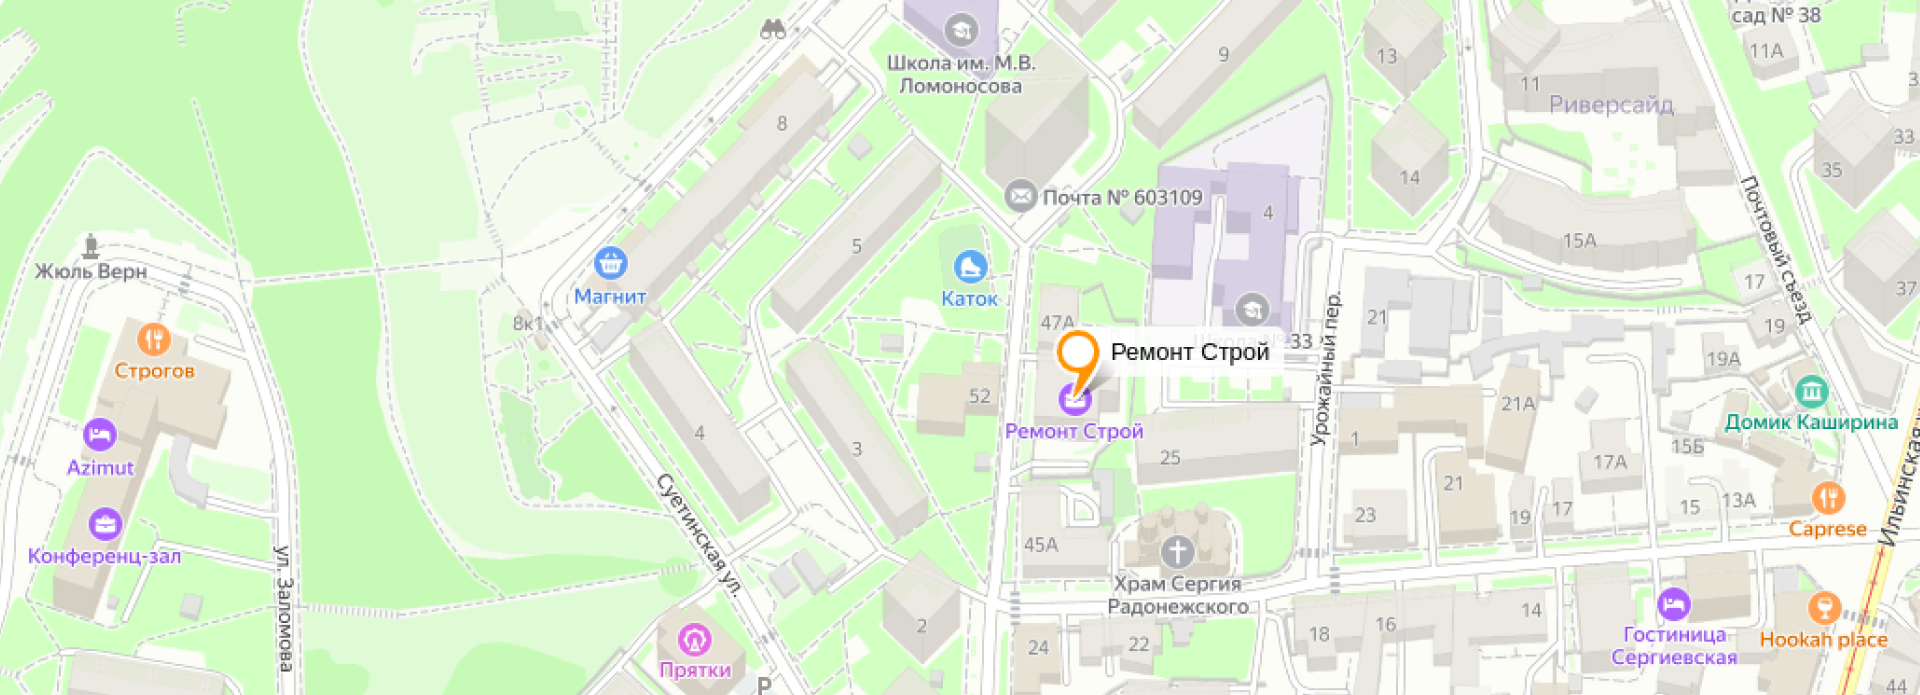 сад № 38
11А
9
13
11
Риверсайд
Школа им. М.В.
Ломоносова
8
33
35
14
Почта № 603109
4
5
15А
Почтовый съезд
Жюль Верн
Магнит
Каток
17
37
8к1
47А
21
19
Урожайный пер.
33
Ремонт Строй
19А
Строгов
52
21А
Домик Каширина
Ремонт Строй
4
3
1
15Б
Azimut
25
17А
21
Суетинская ул.
15
13А
Ильинская
Конференц-зал
23
19
17
Caprese
45А
ул. Заломова
Храм Сергия
Радонежского
2
18
16
14
Гостиница
Сергиевская
Hookah place
Прятки
24
22
P
44